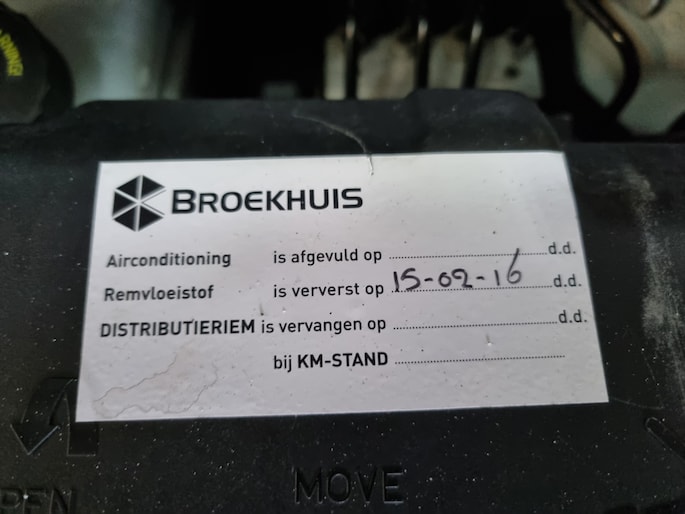 WARNING!
BROEKHUIS
Airconditioning is afgevuld op ........................................ d.d.
Remvloeistof is ververst op 15-02-16 d.d.
DISTRIBUTIERIEM is vervangen op ........................................ d.d.
bij KM-STAND ........................................
MOVE